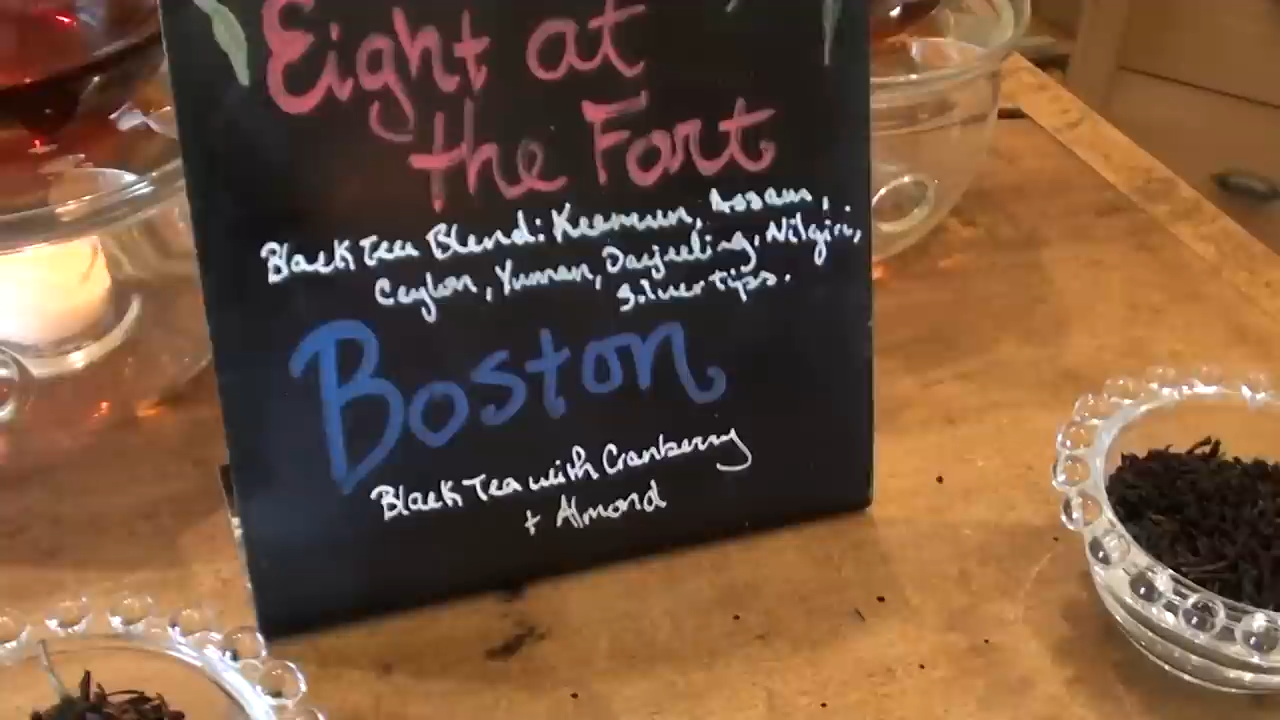 Eight at
the Fort
Black Tea Blend: Keemun, Assam,
Ceylon, Yunnan, Darjeeling, Nilgiri,
Silver tips.
Boston
Black Tea with Cranberry
+ Almond